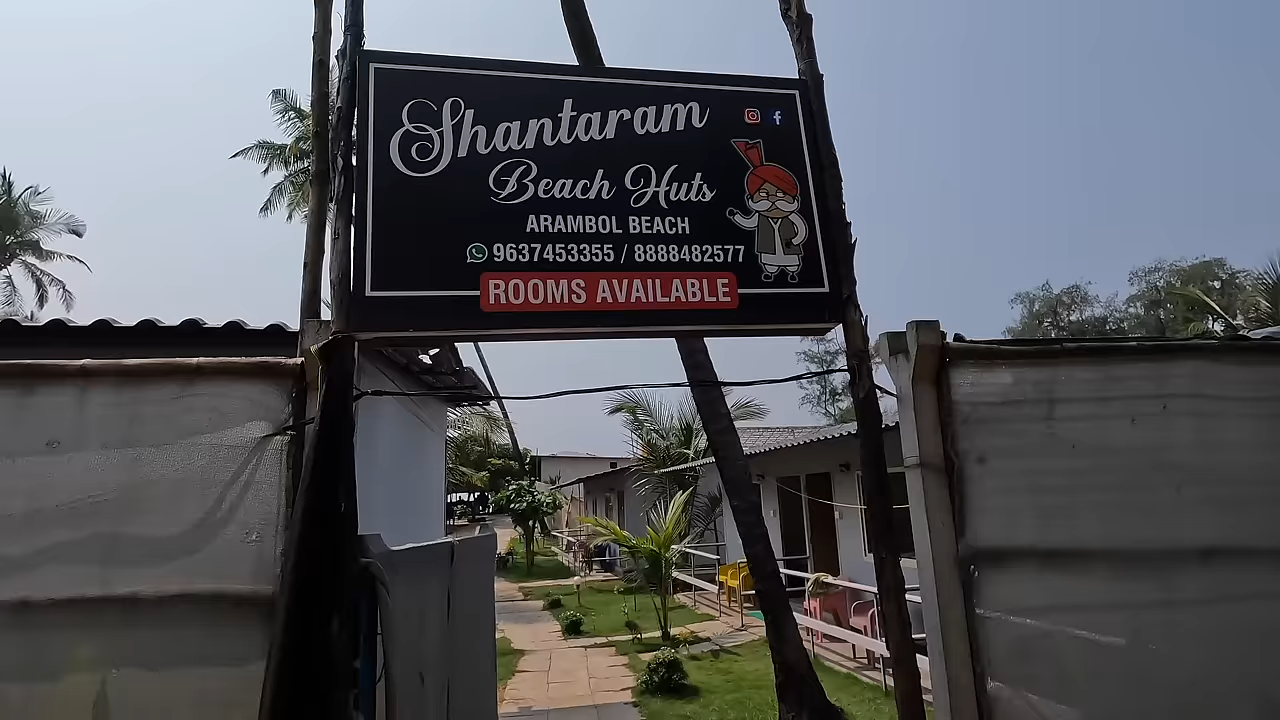 Shantaram
Beach Huts
ARAMBOL BEACH
9637453355 / 8888482577
ROOMS AVAILABLE